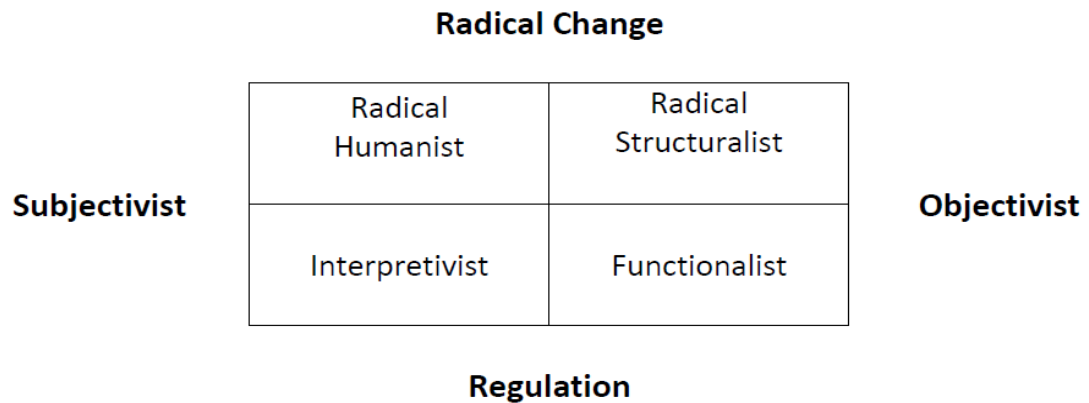 Radical Change
Radical
Humanist
Radical
Structuralist
Subjectivist
Objectivist
Interpretivist
Functionalist
Regulation